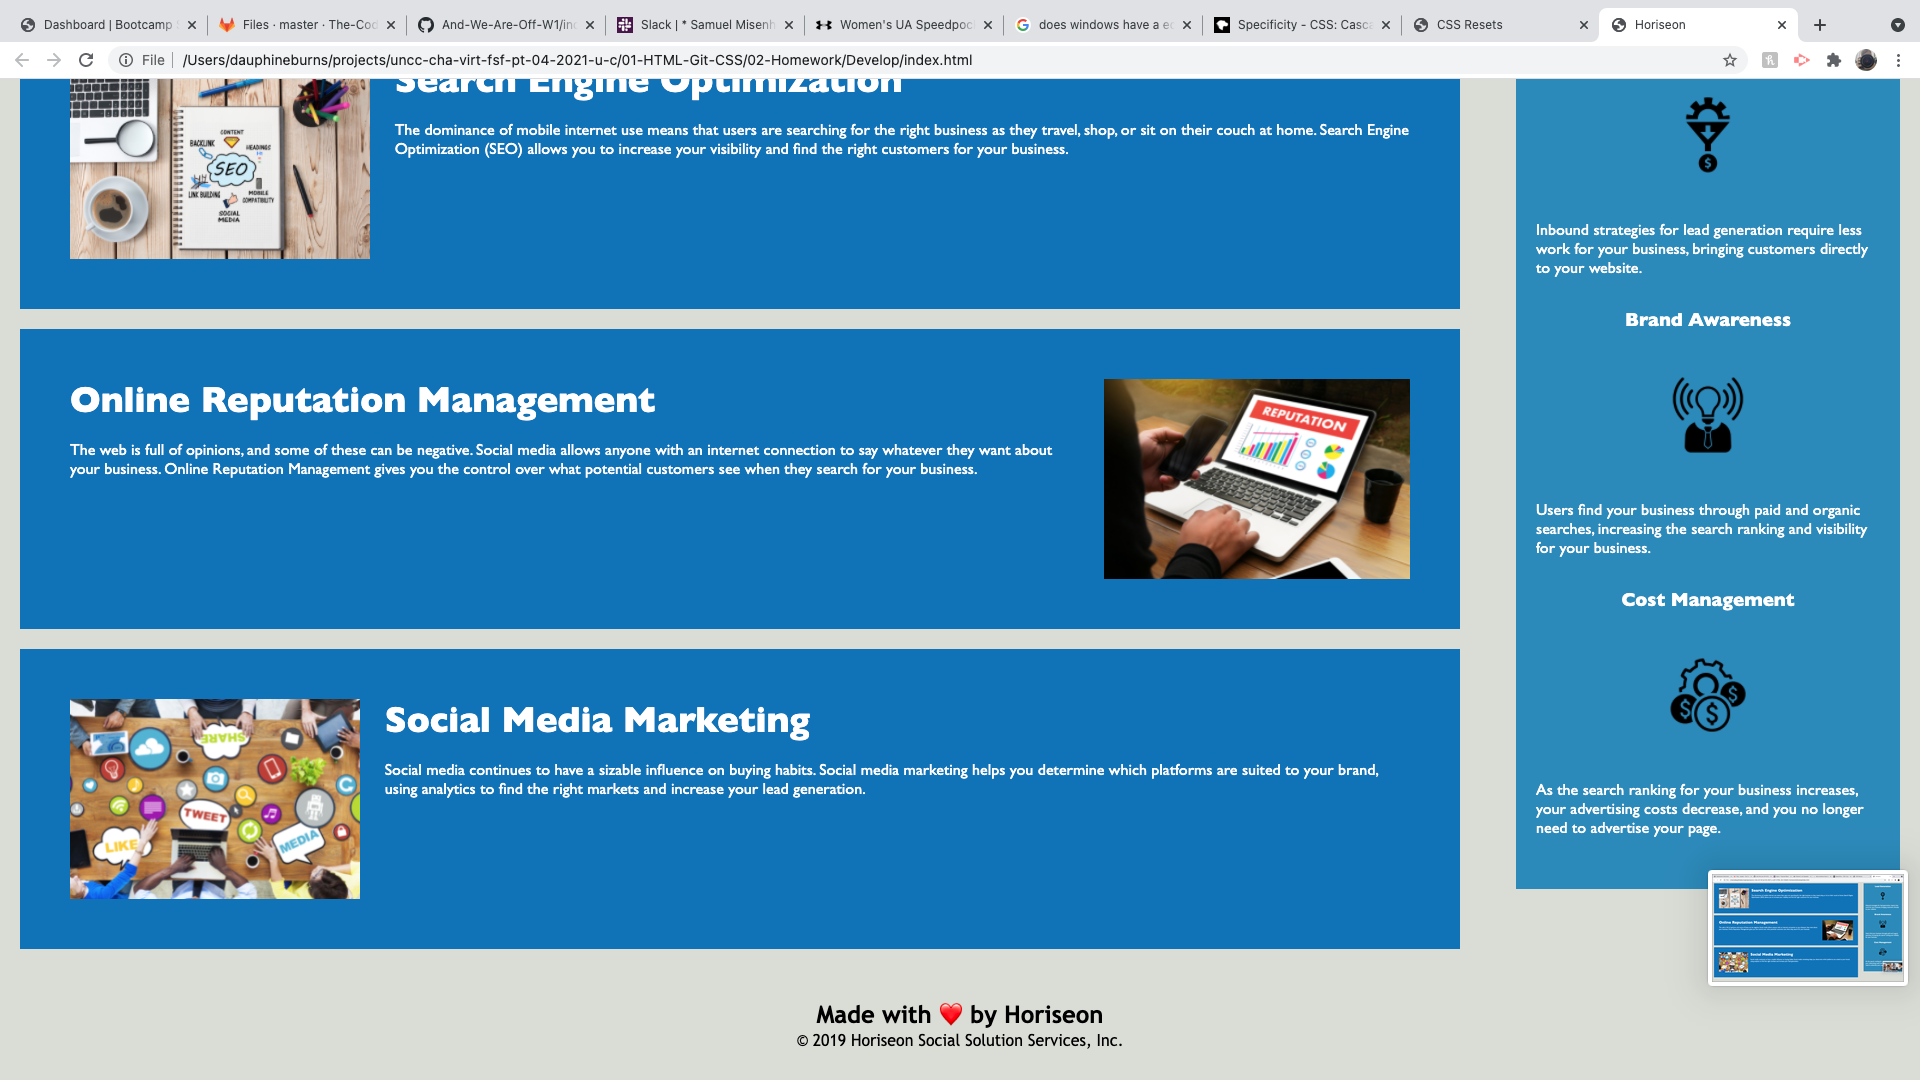 Dashboard | Bootcamp
Files · master · The-Cod
And-We-Are-Off-W1/in
Slack | * Samuel Misenh
Women's UA Speedpoc
does windows have a e
Specificity - CSS: Casca
CSS Resets
Horiseon
File
/Users/dauphineburns/projects/uncc-cha-virt-fsf-pt-04-2021-u-c/01-HTML-Git-CSS/02-Homework/Develop/index.html
Search Engine Optimization
The dominance of mobile internet use means that users are searching for the right business as they travel, shop, or sit on their couch at home. Search Engine
Optimization (SEO) allows you to increase your visibility and find the right customers for your business.
CONTENT
BACKLINK
HEADINGS
SEO
LINK BUILDING
MOBILE
COMPATIBILITY
SOCIAL
MEDIA
Online Reputation Management
The web is full of opinions, and some of these can be negative. Social media allows anyone with an internet connection to say whatever they want about
your business. Online Reputation Management gives you the control over what potential customers see when they search for your business.
REPUTATION
Social Media Marketing
Social media continues to have a sizable influence on buying habits. Social media marketing helps you determine which platforms are suited to your brand,
using analytics to find the right markets and increase your lead generation.
SHARE
TWEET
LIKE
MEDIA
$
Inbound strategies for lead generation require less
work for your business, bringing customers directly
to your website.
Brand Awareness
Users find your business through paid and organic
searches, increasing the search ranking and visibility
for your business.
Cost Management
$ $ $
As the search ranking for your business increases,
your advertising costs decrease, and you no longer
need to advertise your page.
Search Engine Optimization
Online Reputation Management
Social Media Marketing
Made with ❤️ by Horiseon
© 2019 Horiseon Social Solution Services, Inc.